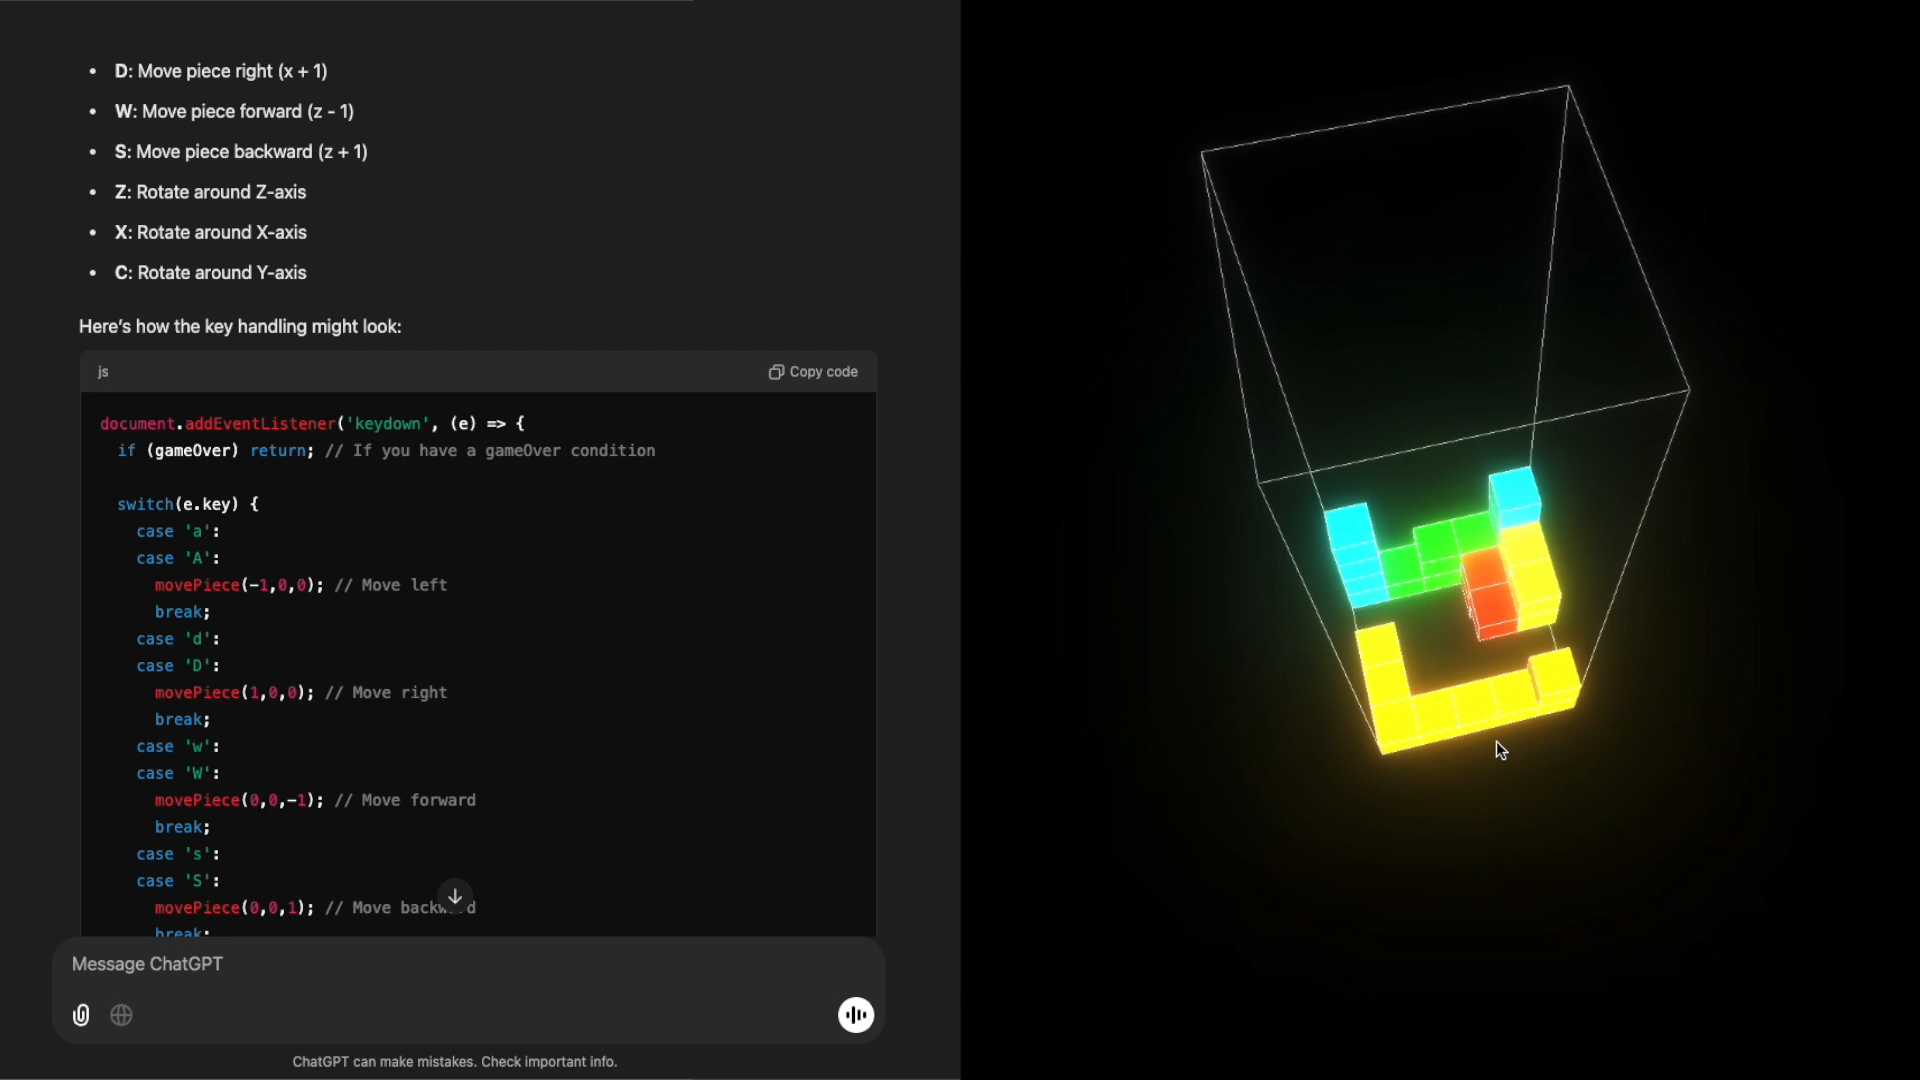 • D: Move piece right (x + 1)
• W: Move piece forward (z - 1)
• S: Move piece backward (z + 1)
• Z: Rotate around Z-axis
• X: Rotate around X-axis
• C: Rotate around Y-axis
Here's how the key handling might look:
js
Copy code
document.addEventListener('keydown', (e) => {
if (gameOver) return; // If you have a gameOver condition
switch(e.key) {
case 'a':
case 'A':
movePiece(-1,0,0); // Move left
break;
case 'd':
case 'D':
movePiece(1,0,0); // Move right
break;
case 'w':
case 'W':
movePiece(0,0,-1); // Move forward
break;
case 's':
case 'S':
movePiece(0,0,1); // Move backward
break;
Message ChatGPT
ChatGPT can make mistakes. Check important info.